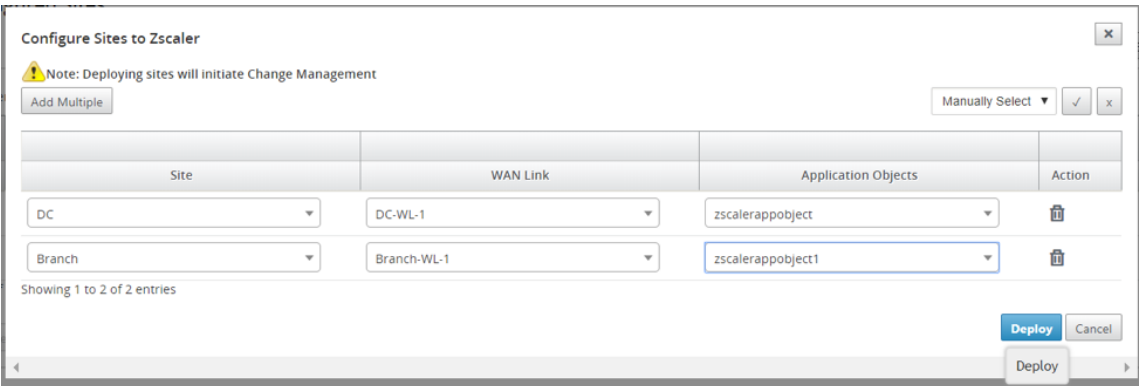 Configure Sites to Zscaler
x
Note: Deploying sites will initiate Change Management
Add Multiple
Manually Select
x
Site WAN Link Application Objects Action
DC DC-WL-1 zscalerappobject
Branch Branch-WL-1 zscalerappobject1
Showing 1 to 2 of 2 entries
Deploy Cancel
Deploy